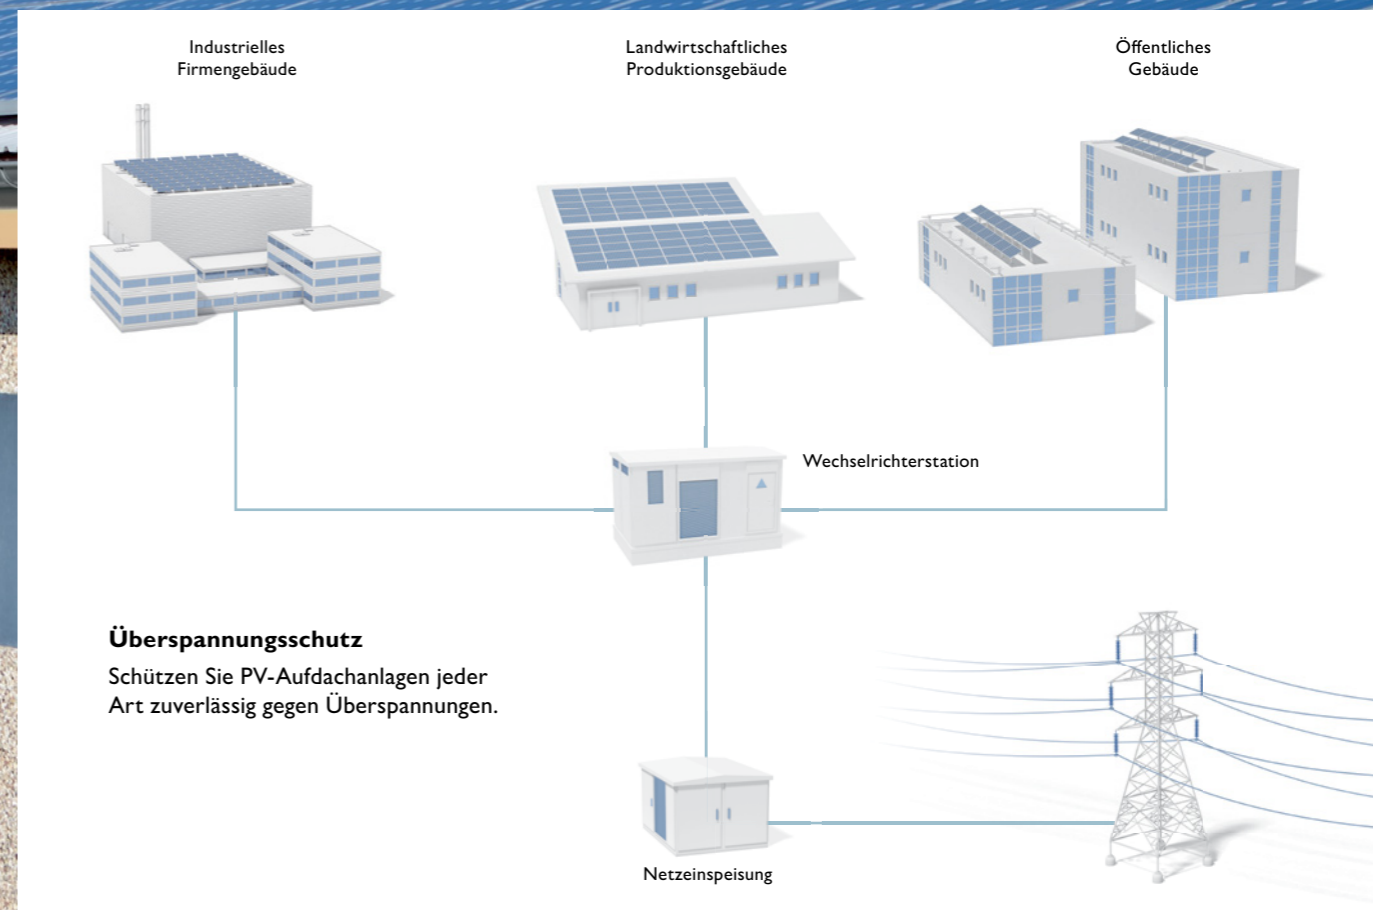 Industrielles
Firmengebäude
Landwirtschaftliches
Produktionsgebäude
Öffentliches
Gebäude
Wechselrichterstation
Überspannungsschutz
Schützen Sie PV-Aufdachanlagen jeder
Art zuverlässig gegen Überspannungen.
Netzeinspeisung